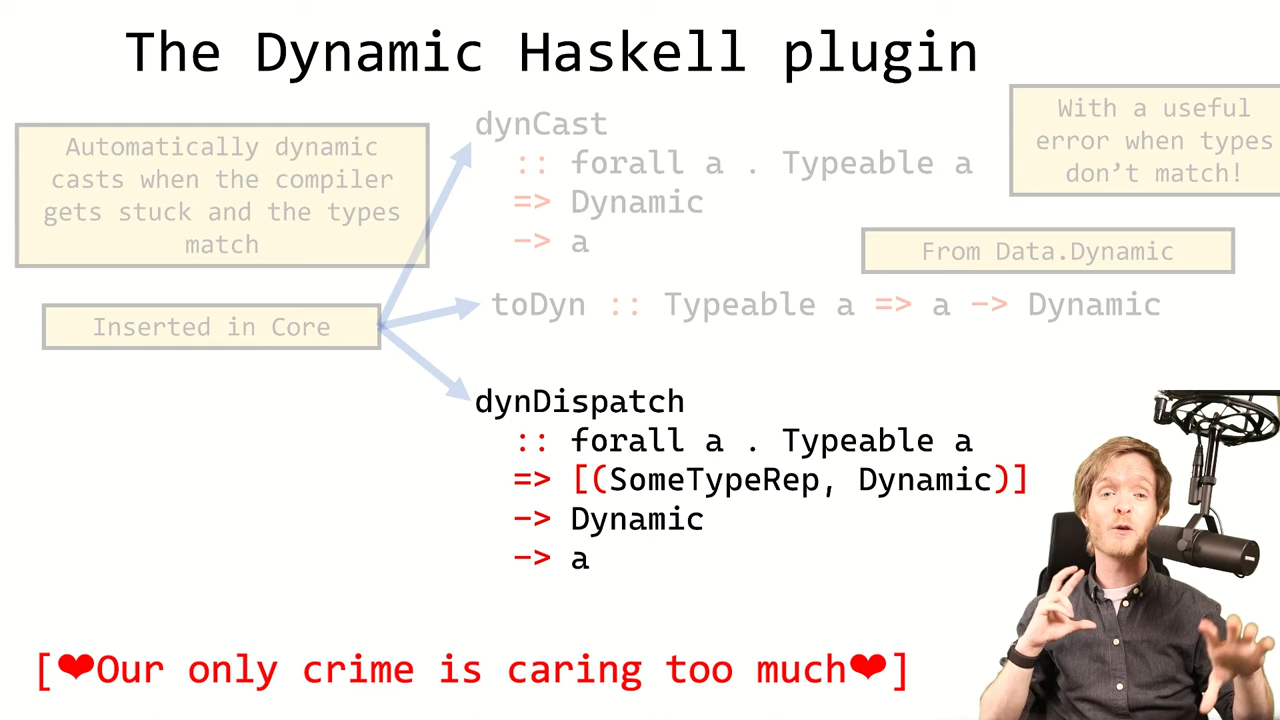 The Dynamic Haskell plugin
Automatically dynamic
casts when the compiler
gets stuck and the types
match
Inserted in Core
dynCast
:: forall a . Typeable a
=> Dynamic
-> a
With a useful
error when types
don’t match!
From Data.Dynamic
toDyn :: Typeable a => a -> Dynamic
dynDispatch
:: forall a . Typeable a
=> [(SomeTypeRep, Dynamic)]
-> Dynamic
-> a
[❤Our only crime is caring too much❤]